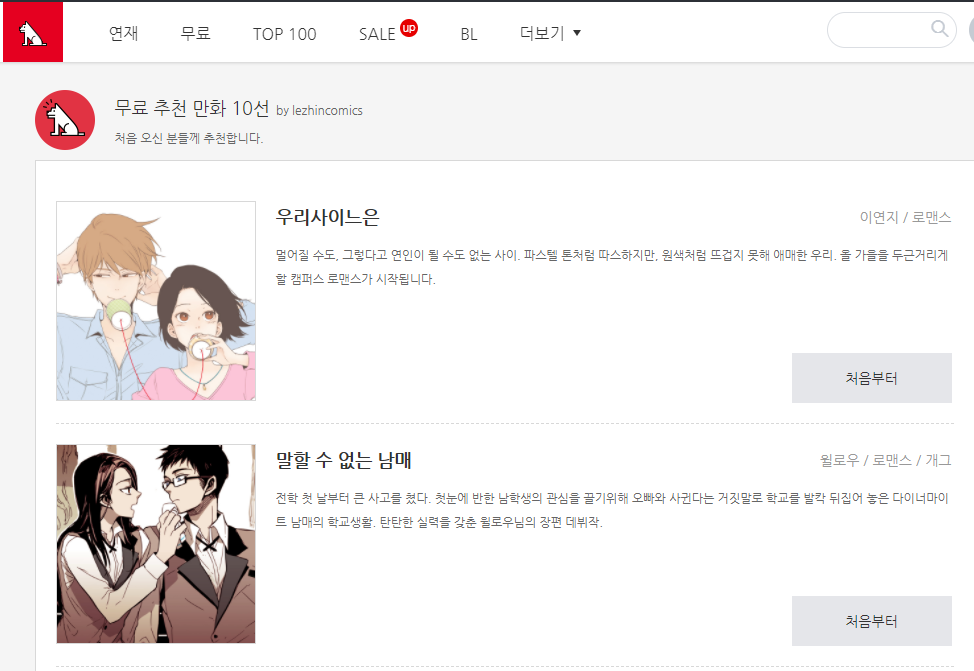 연재 무료 TOP 100 SALE up BL 더보기 ▼
무료 추천 만화 10선 by lezhincomics
처음 오신 분들께 추천합니다.
우리사이느은
이연지 / 로맨스
멀어질 수도, 그렇다고 연인이 될 수도 없는 사이. 파스텔 톤처럼 따스하지만, 원색처럼 뜨겁지 못해 애매한 우리. 올 가을을 두근거리게
할 캠퍼스 로맨스가 시작됩니다.
처음부터
말할 수 없는 남매
윌로우 / 로맨스 / 개그
전학 첫 날부터 큰 사고를 쳤다. 첫눈에 반한 남학생의 관심을 끌기위해 오빠와 사귄다는 거짓말로 학교를 발칵 뒤집어 놓은 다이너마이
트 남매의 학교생활. 탄탄한 실력을 갖춘 윌로우님의 장편 데뷔작.
처음부터